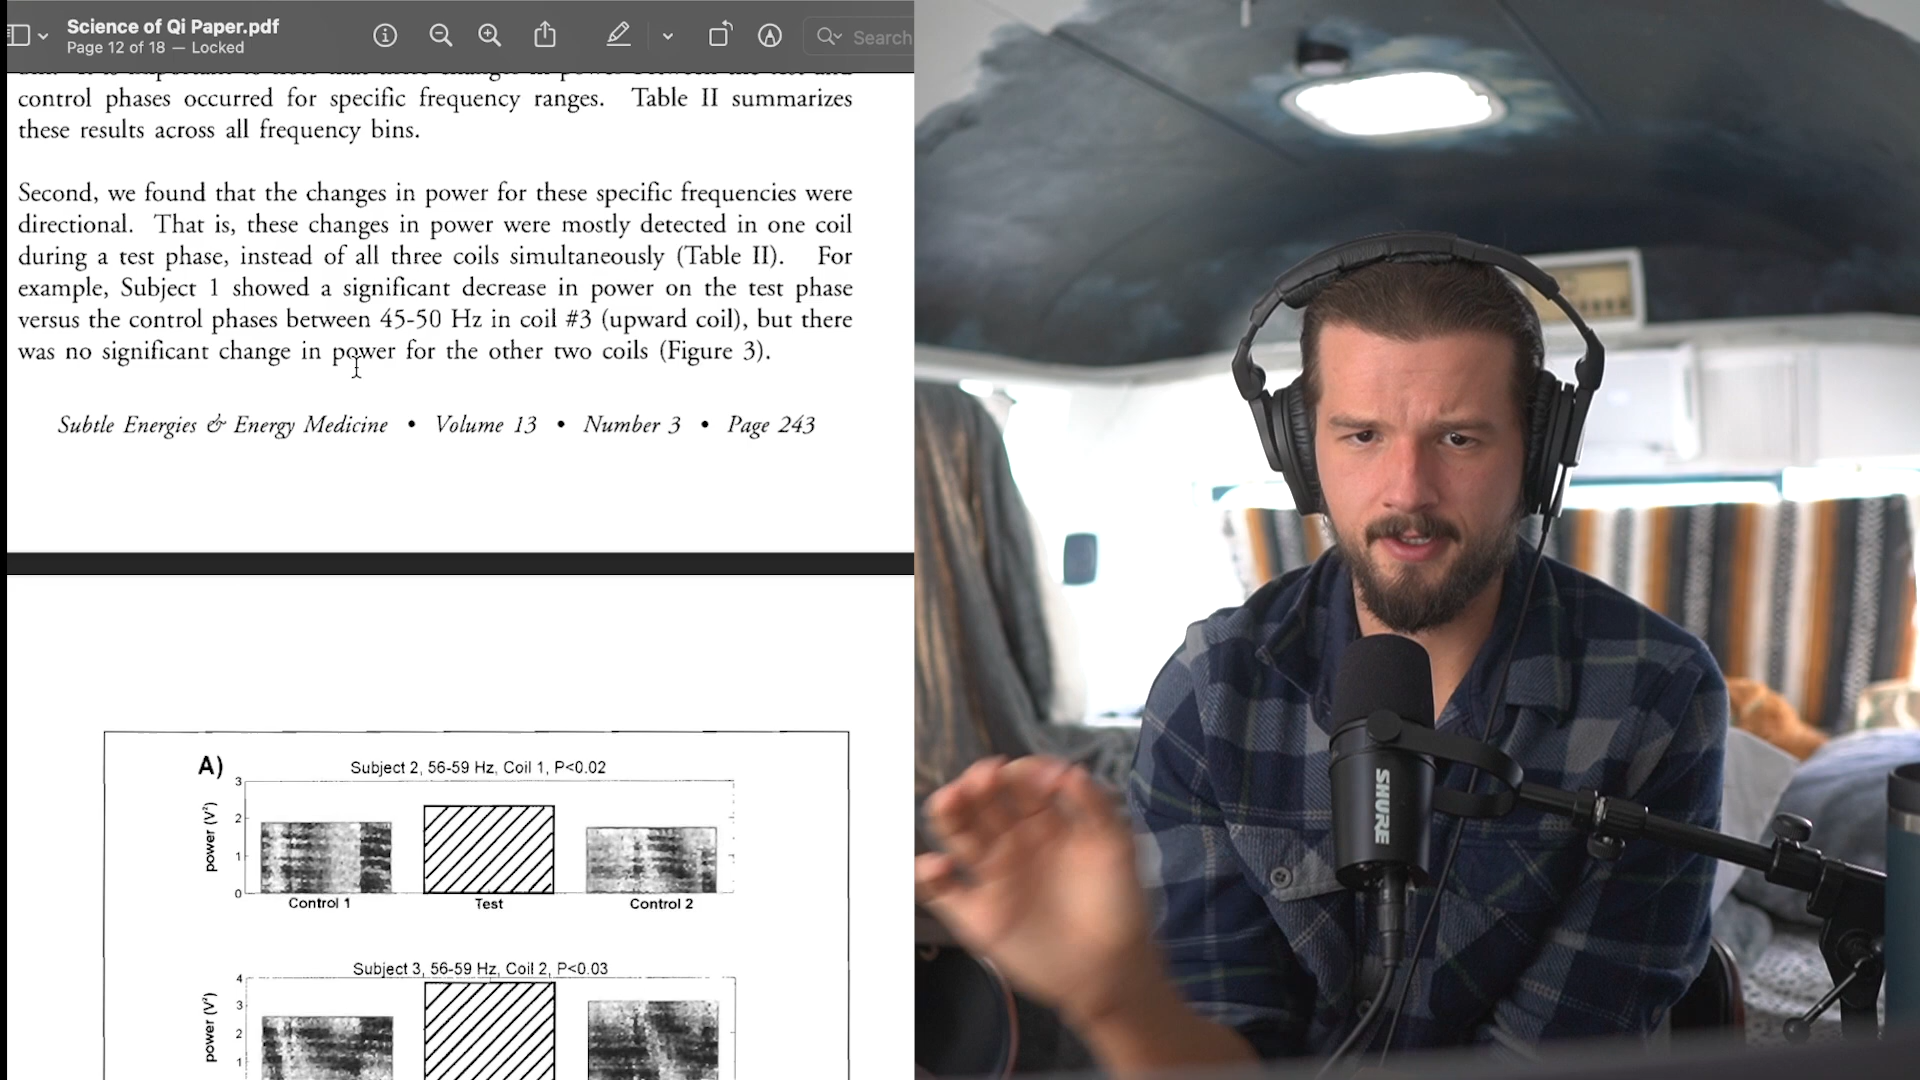 Science of Qi Paper.pdf
Page 12 of 18 — Locked
Search
control phases occurred for specific frequency ranges. Table II summarizes
these results across all frequency bins.
Second, we found that the changes in power for these specific frequencies were
directional. That is, these changes in power were mostly detected in one coil
during a test phase, instead of all three coils simultaneously (Table II). For
example, Subject 1 showed a significant decrease in power on the test phase
versus the control phases between 45-50 Hz in coil #3 (upward coil), but there
was no significant change in power for the other two coils (Figure 3).
Subtle Energies & Energy Medicine • Volume 13 • Number 3 • Page 243
A)
Subject 2, 56-59 Hz, Coil 1, P<0.02
power (V²)
3
2
1
0
Control 1 Test Control 2
Subject 3, 56-59 Hz, Coil 2, P<0.03
power (V²)
4
3
2
1
SHURE